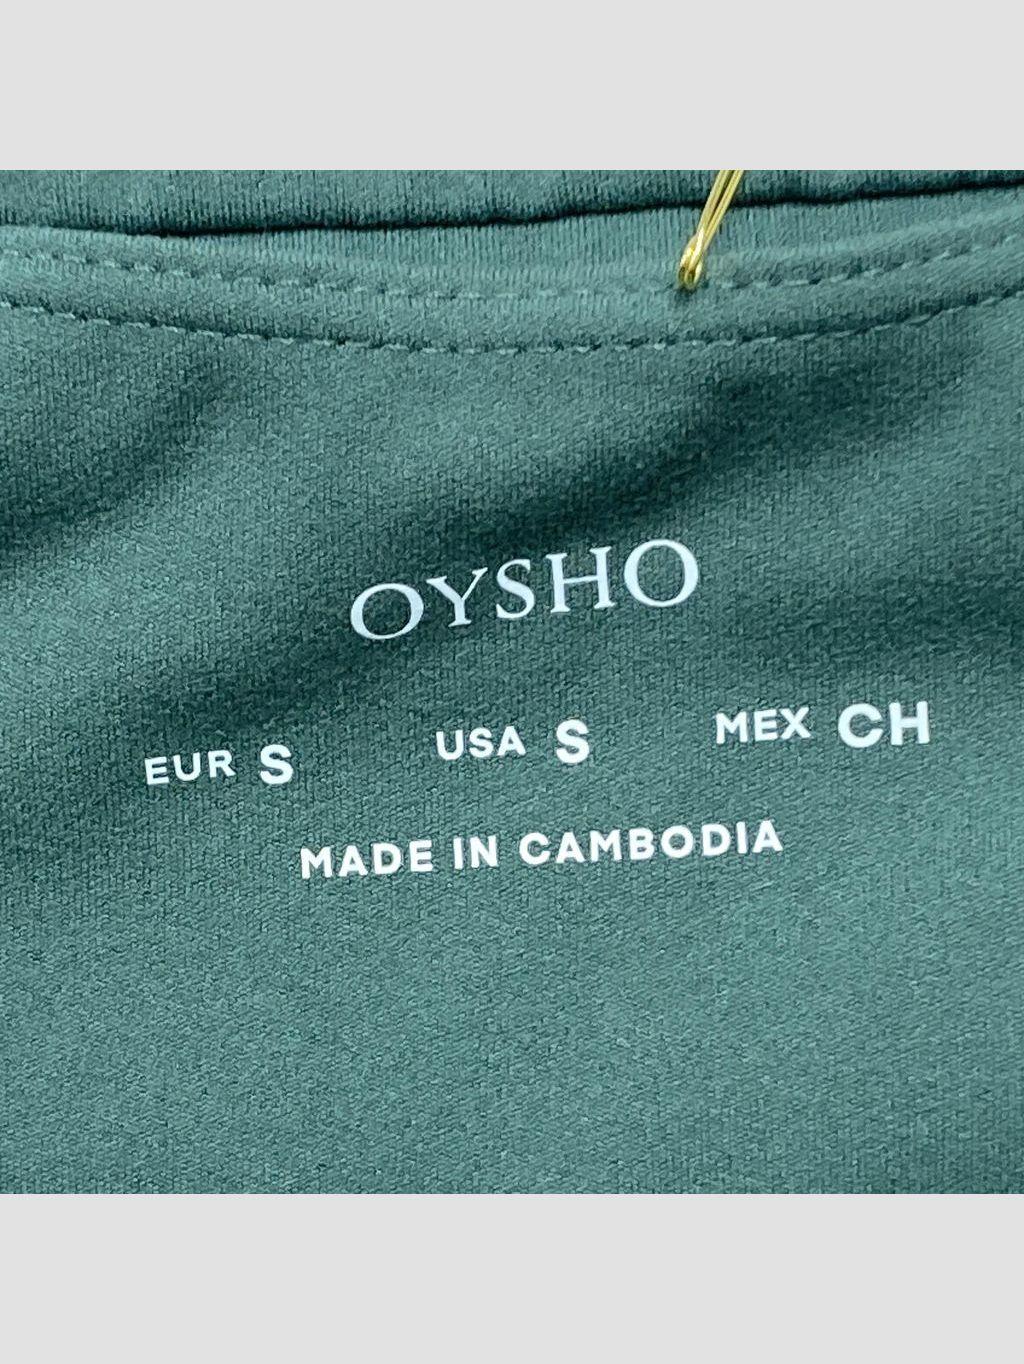 OYSHO
EUR S USA S MEX CH
MADE IN CAMBODIA